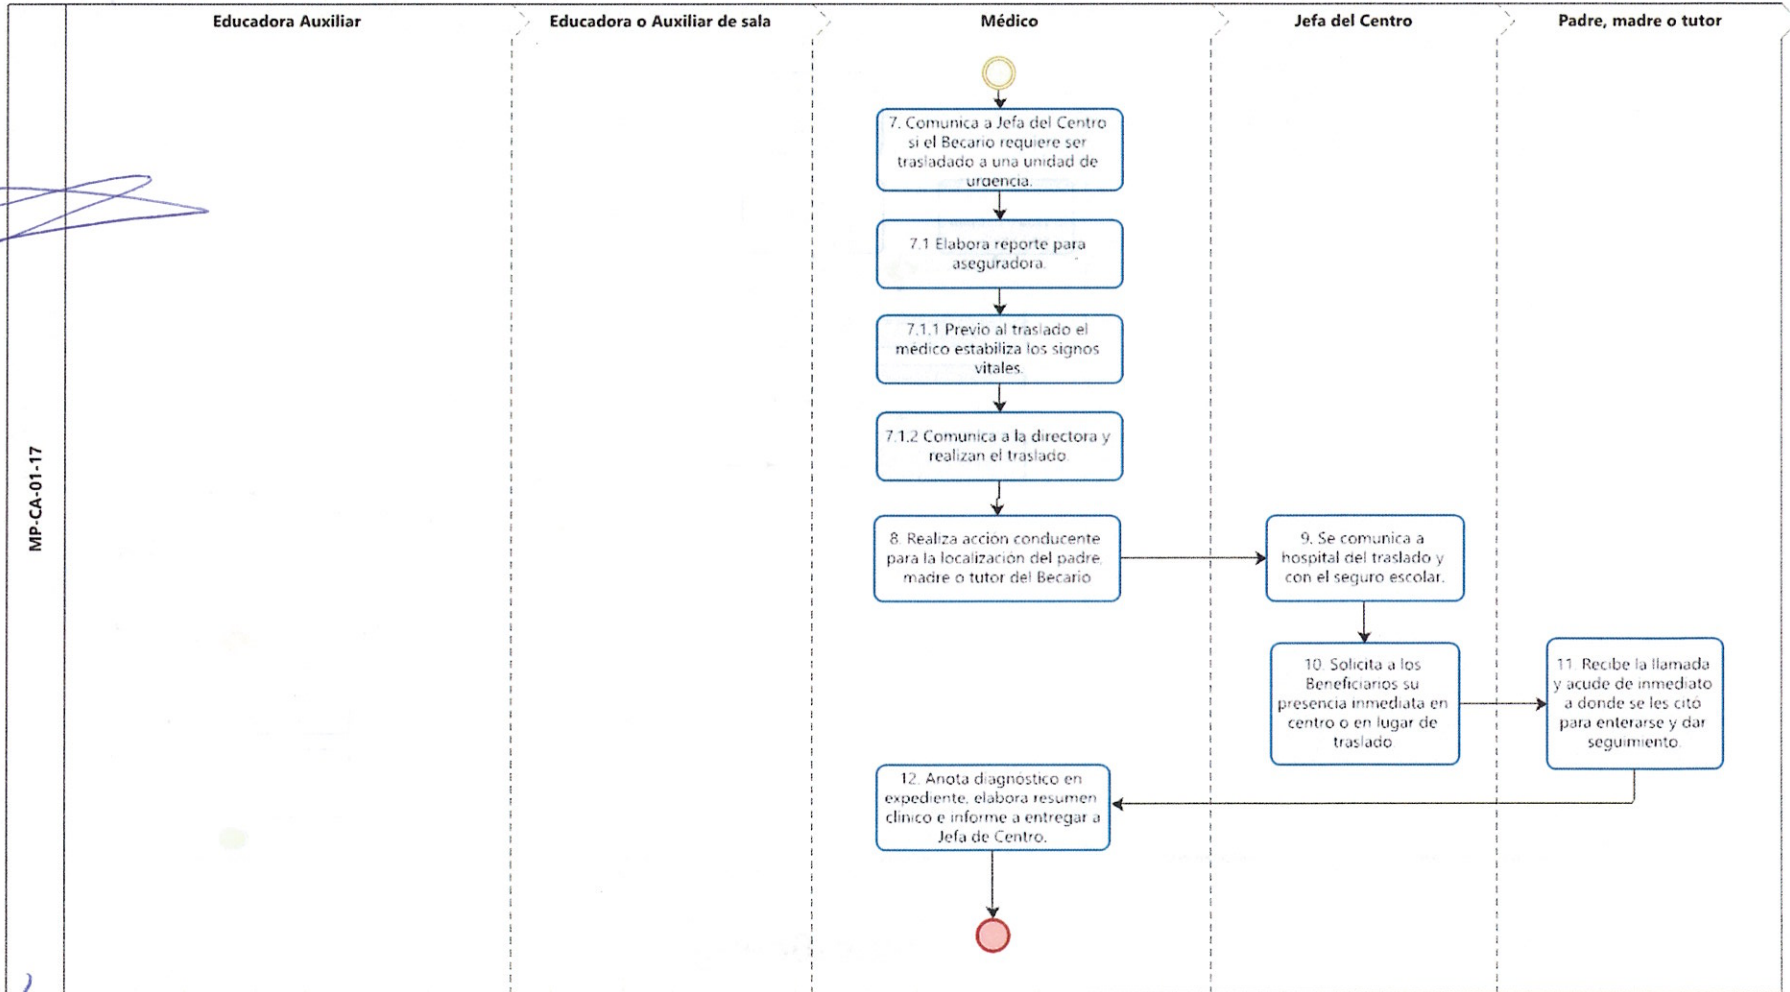 Educadora Auxiliar
Educadora o Auxiliar de sala
Médico
Jefa del Centro
Padre, madre o tutor
MP-CA-01-17
7. Comunica a Jefa del Centro
si el Becario requiere ser
trasladado a una unidad de
urgencia.
7.1 Elabora reporte para
aseguradora.
7.1.1 Previo al traslado el
médico estabiliza los signos
vitales.
7.1.2 Comunica a la directora y
realizan el traslado.
8. Realiza acción conducente
para la localización del padre,
madre o tutor del Becario
9. Se comunica a
hospital del traslado y
con el seguro escolar.
10. Solicita a los
Beneficiarios su
presencia inmediata en
centro o en lugar de
traslado
11. Recibe la llamada
y acude de inmediato
a donde se les citó
para enterarse y dar
seguimiento.
12. Anota diagnóstico en
expediente, elabora resumen
clínico e informe a entregar a
Jefa de Centro.